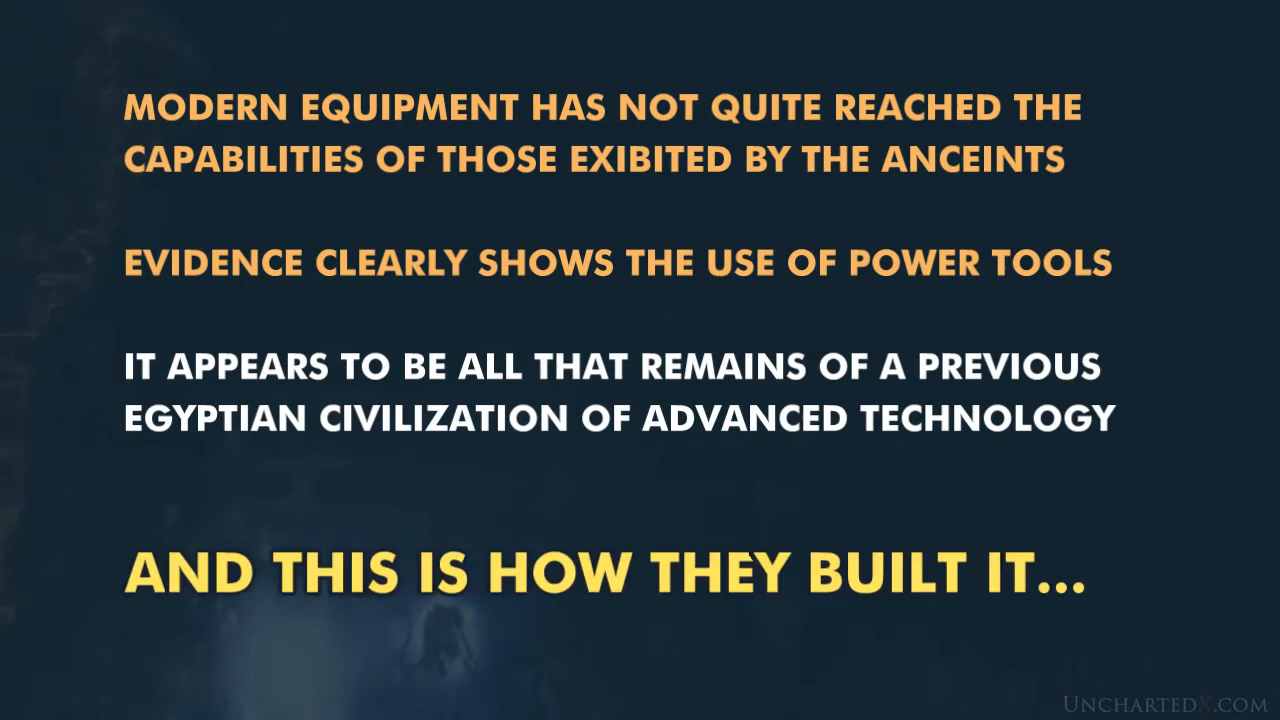 MODERN EQUIPMENT HAS NOT QUITE REACHED THE
CAPABILITIES OF THOSE EXIBITED BY THE ANCEINTS
EVIDENCE CLEARLY SHOWS THE USE OF POWER TOOLS
IT APPEARS TO BE ALL THAT REMAINS OF A PREVIOUS
EGYPTIAN CIVILIZATION OF ADVANCED TECHNOLOGY
AND THIS IS HOW THEY BUILT IT...
UNCHARTEDX.COM